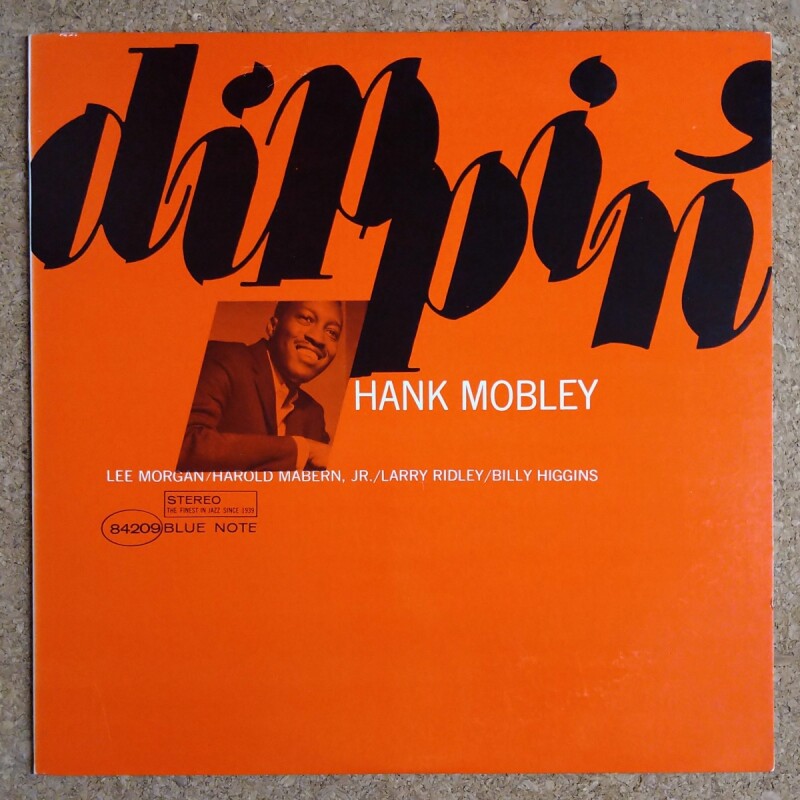 dippin'
HANK MOBLEY
LEE MORGAN/HAROLD MABERN, JR./LARRY RIDLEY/BILLY HIGGINS
STEREO
THE FINEST IN JAZZ SINCE 1939
84209 BLUE NOTE